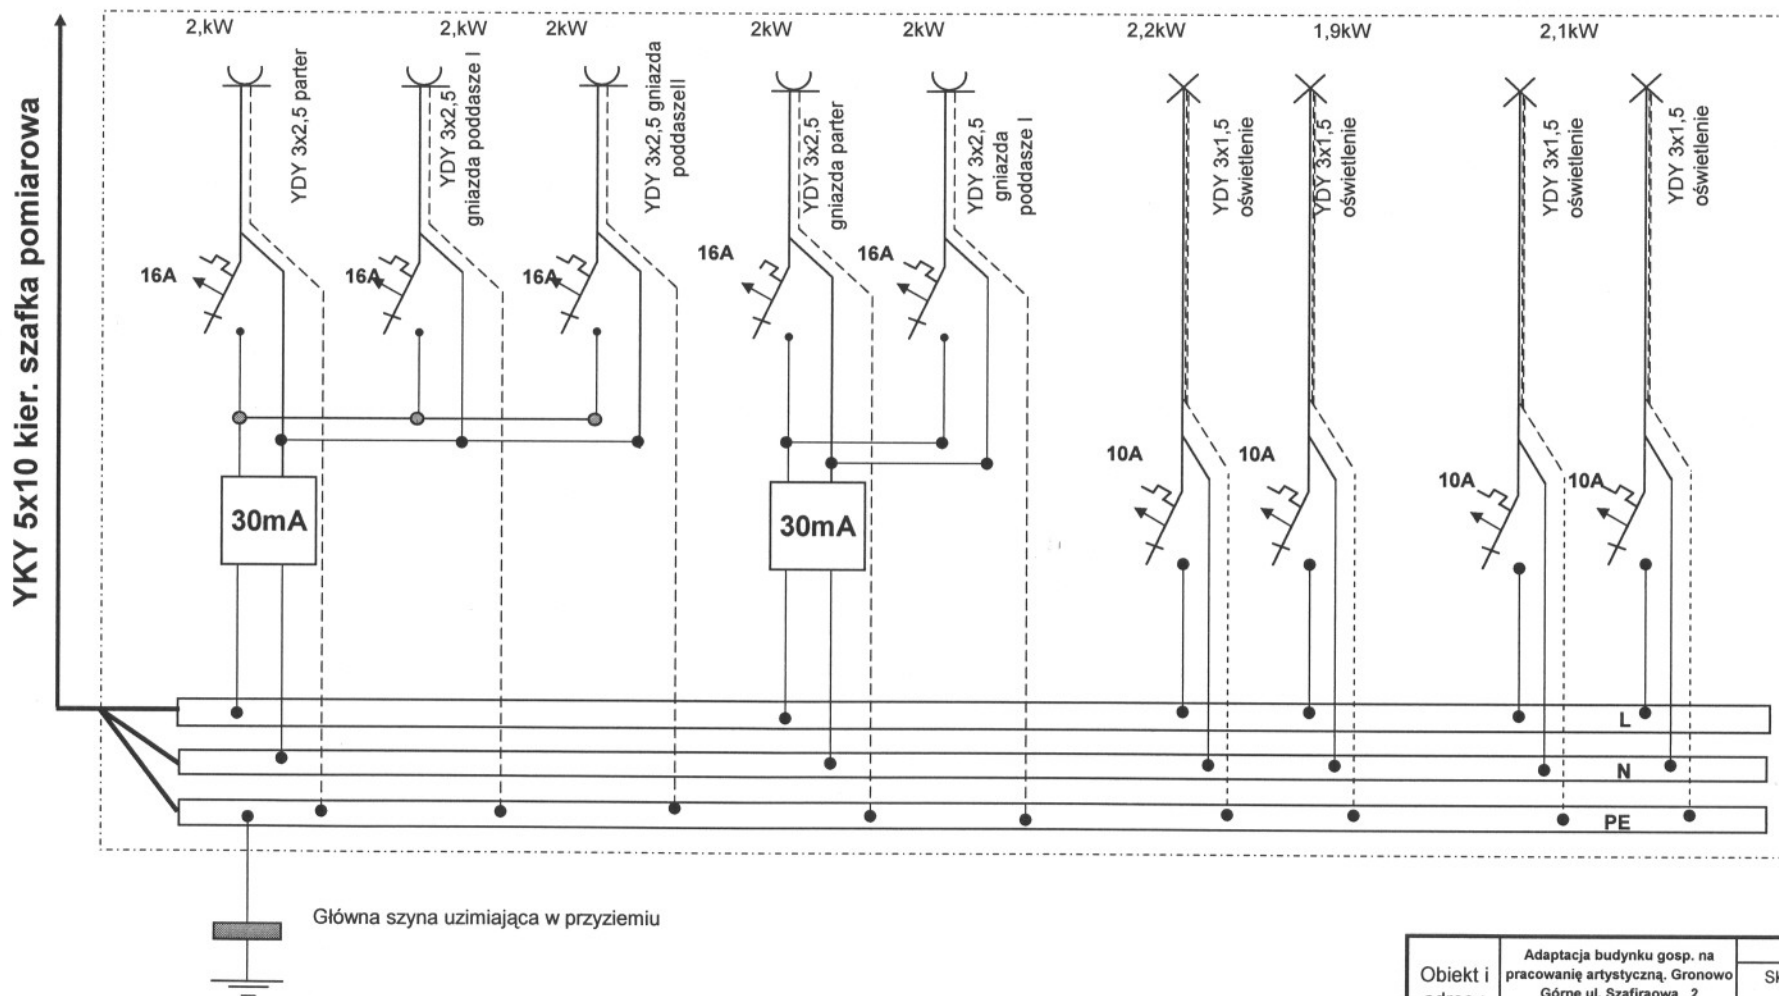 2,kW
2,kW
2kW
2kW
2kW
2,2kW
1,9kW
2,1kW
YKY 5x10 kier. szafka pomiarowa
YDY 3x2,5 parter
YDY 3x2,5
gniazda poddasze I
YDY 3x2,5 gniazda
poddaszeII
YDY 3x2,5
gniazda parter
YDY 3x2,5
gniazda
poddasze I
YDY 3x1,5
oświetlenie
YDY 3x1,5
oświetlenie
YDY 3x1,5
oświetlenie
YDY 3x1,5
oświetlenie
16A
16A
16A
16A
16A
10A
10A
10A
10A
30mA
30mA
L
N
PE
Główna szyna uzimiająca w przyziemiu
Obiekt i
Adaptacja budynku gosp. na
pracowanię artystyczną. Gronowo
Górne ul. Szafiraowa 2